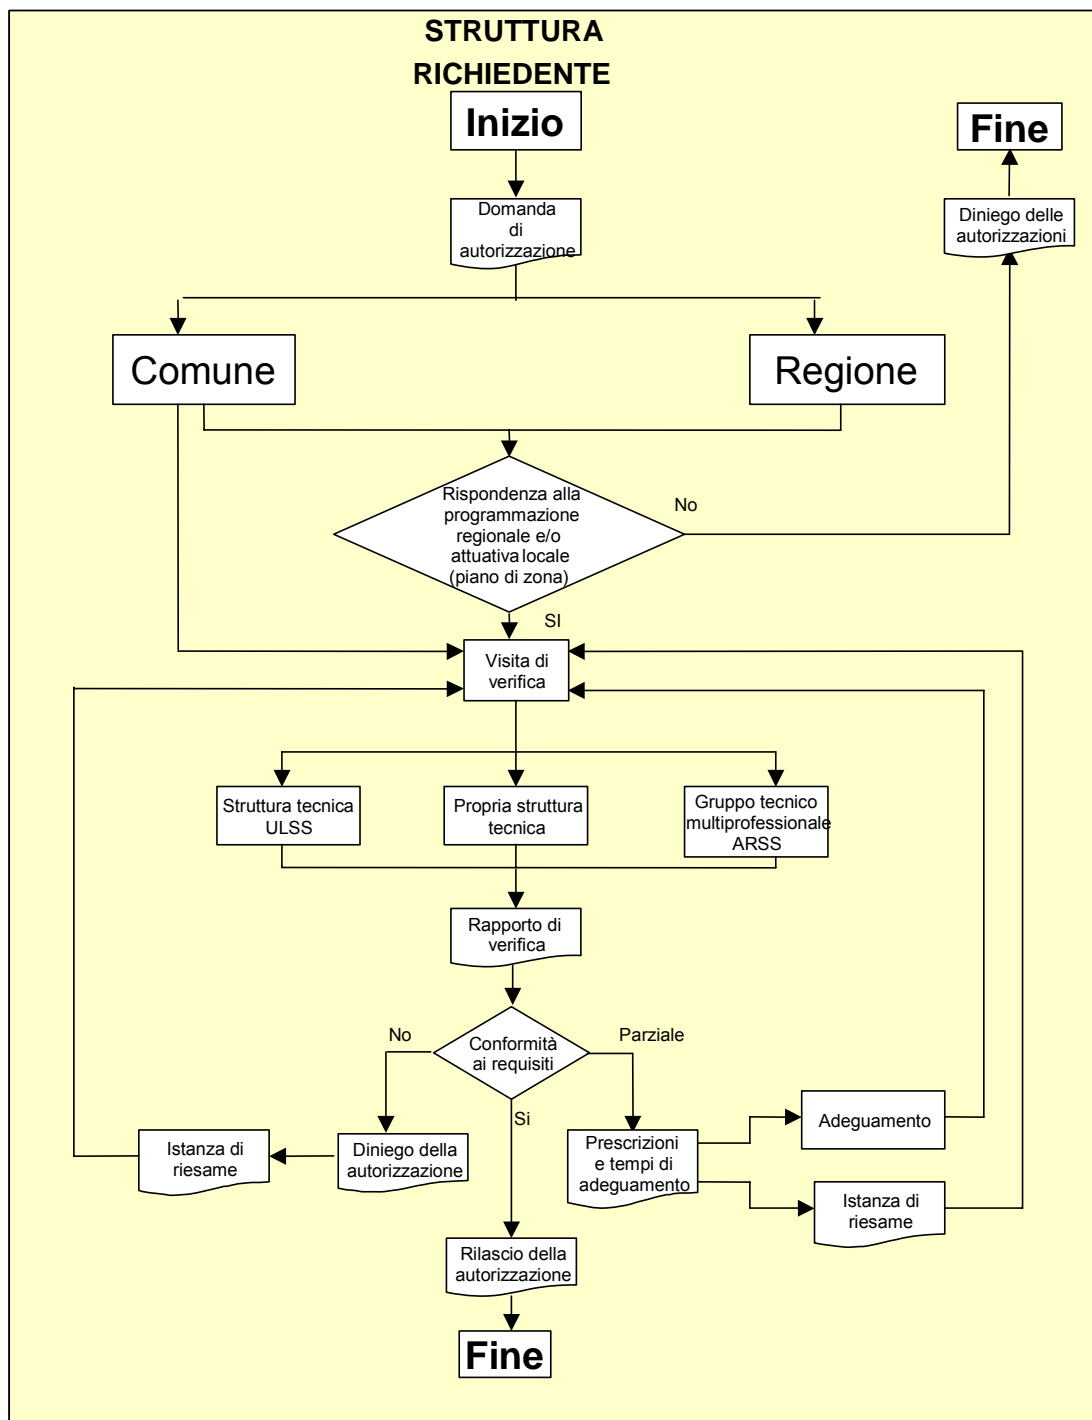 STRUTTURA
RICHIEDENTE
Inizio
Fine
Domanda
di
autorizzazione
Diniego delle
autorizzazioni
Comune
Regione
Rispondenza alla
programmazione
regionale e/o
attuativa locale
(piano di zona)
No
SI
Visita di
verifica
Struttura tecnica
ULSS
Propria struttura
tecnica
Gruppo tecnico
multiprofessionale
ARSS
Rapporto di
verifica
No
Conformità
ai requisiti
Parziale
Si
Istanza di
riesame
Diniego della
autorizzazione
Prescrizioni
e tempi di
adeguamento
Adeguamento
Istanza di
riesame
Rilascio della
autorizzazione
Fine